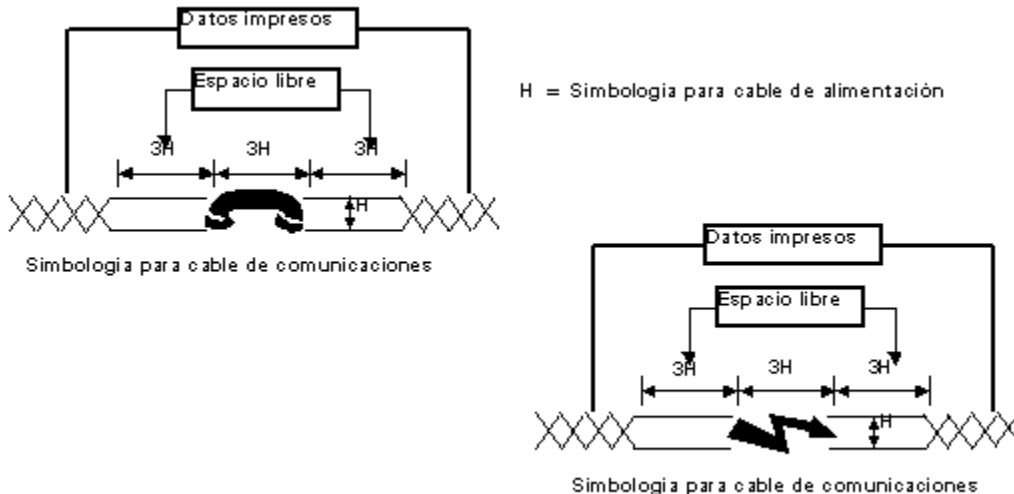 Datos impresos
Espacio libre
H = Simbologia para cable de alimentación
3H 3H 3H
H
Simbologia para cable de comunicaciones
Datos impresos
Espacio libre
3H 3H 3H
H
Simbologia para cable de comunicaciones